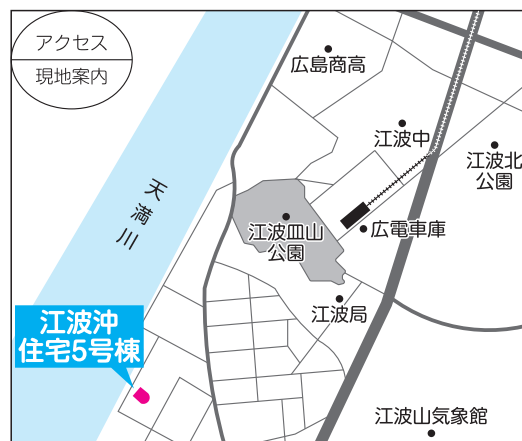 アクセス
現地案内
広島商高
江波中
江波北
公園
天満川
江波皿山
公園
広電車庫
江波局
江波沖
住宅5号棟
江波山気象館